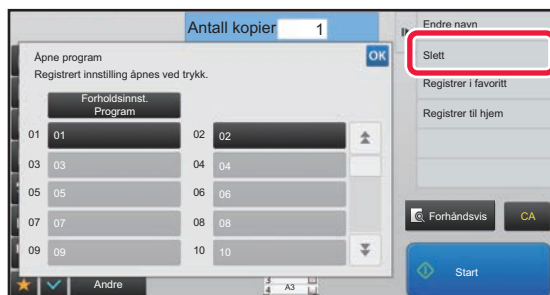 Antall kopier 1
Åpne program
OK
Registrert innstilling åpnes ved trykk.
Forholdsinnst.
Program
01 01
02 02
03 03
04 04
05 05
06 06
07 07
08 08
09 09
10 10
Andre
A3
Endre navn
Slett
Registrer i favoritt
Registrer til hjem
Forhåndsvis
CA
Start